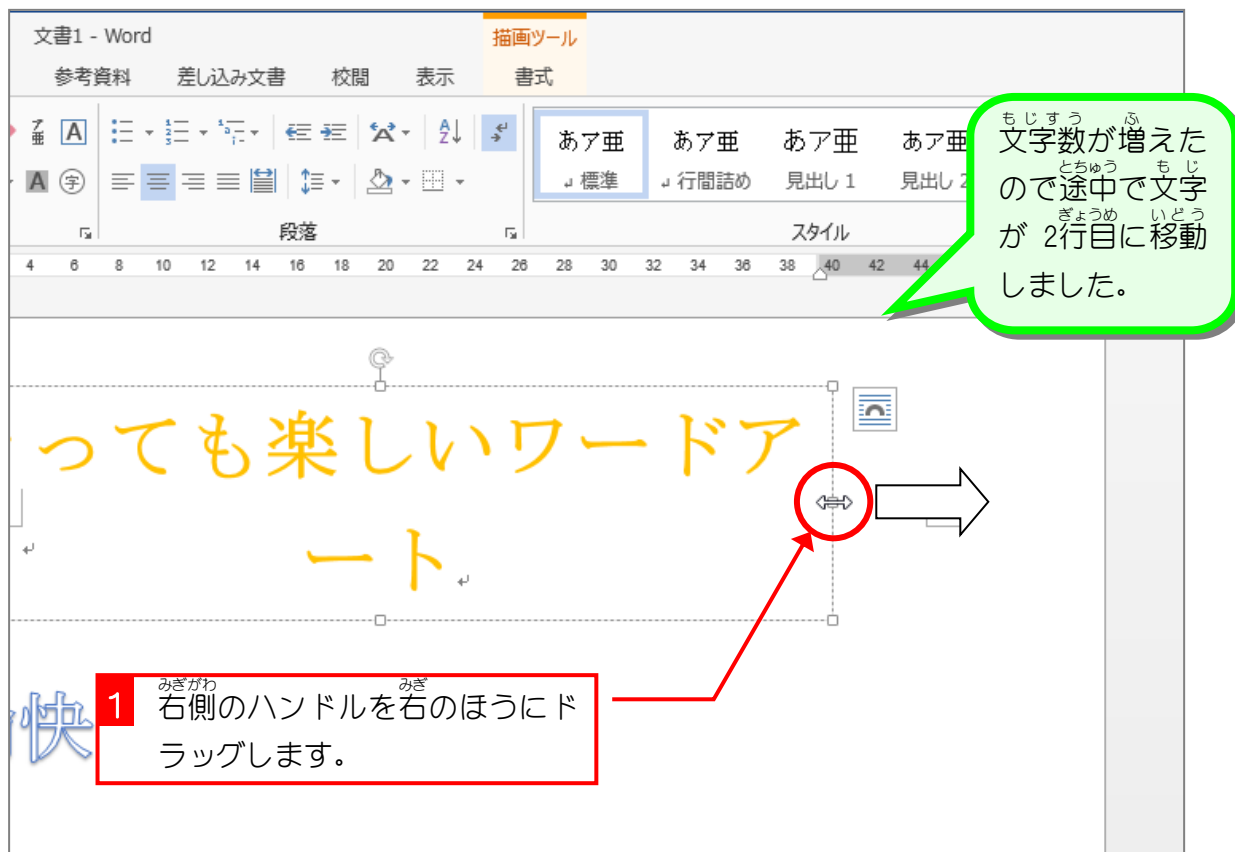 文書1 - Word
描画ツール
参考資料 差し込み文書 校閲 表示 書式
あア亜 あア亜 あア亜 あア亜
標準 行間詰め 見出し 1 見出し 2
段落 スタイル
4 6 8 10 12 14 16 18 20 22 24 26 28 30 32 34 36 38 40 42 44
もじすう ふ
文字数が増えた
とちゅう もじ
ので途中で文字
ぎょうめ いどう
が 2行目に移動
しました。
っても楽しいワードア
ート
快
1
みぎがわ みぎ
右側のハンドルを右のほうにド
ラッグします。